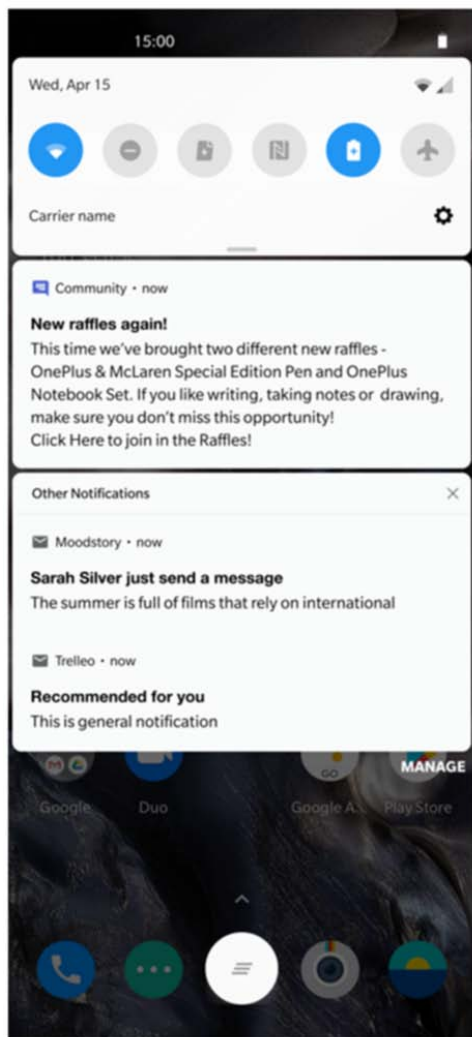 15:00
Wed, Apr 15
Carrier name
Community • now
New raffles again!
This time we've brought two different new raffles -
OnePlus & McLaren Special Edition Pen and OnePlus
Notebook Set. If you like writing, taking notes or drawing,
make sure you don't miss this opportunity!
Click Here to join in the Raffles!
Other Notifications
Moodstory • now
Sarah Silver just send a message
The summer is full of films that rely on international
Trelleo • now
Recommended for you
This is general notification
GO
MANAGE
Google
Duo
Google A...
Play Store